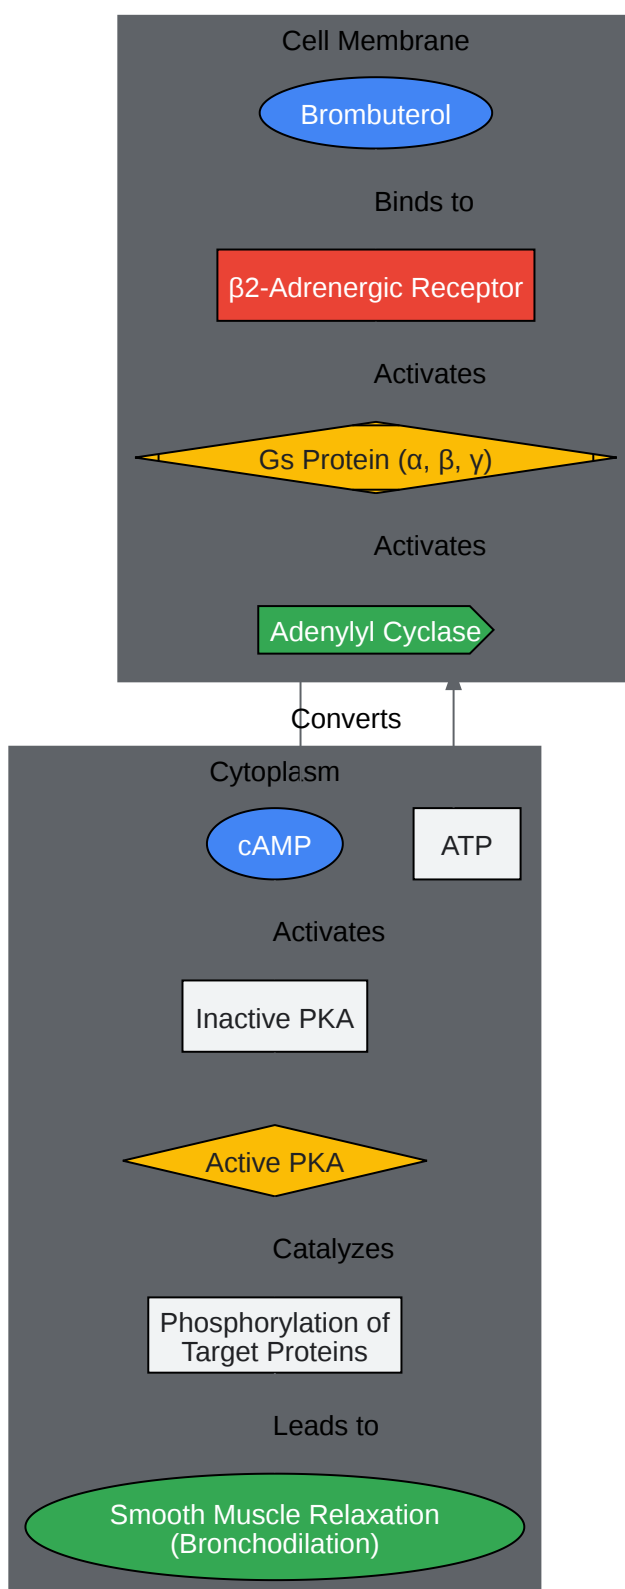 Cell Membrane
Brombuterol
Binds to
β2-Adrenergic Receptor
Activates
Gs Protein (α, β, γ)
Activates
Adenylyl Cyclase
Converts
Cytoplasm
cAMP
ATP
Activates
Inactive PKA
Active PKA
Catalyzes
Phosphorylation of
Target Proteins
Leads to
Smooth Muscle Relaxation
(Bronchodilation)